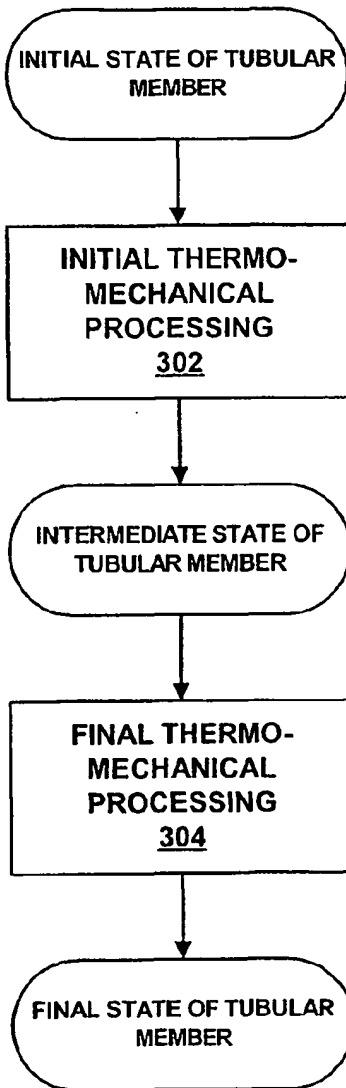 INITIAL STATE OF TUBULAR
MEMBER
INITIAL THERMO-
MECHANICAL
PROCESSING
302
INTERMEDIATE STATE OF
TUBULAR MEMBER
FINAL THERMO-
MECHANICAL
PROCESSING
304
FINAL STATE OF TUBULAR
MEMBER